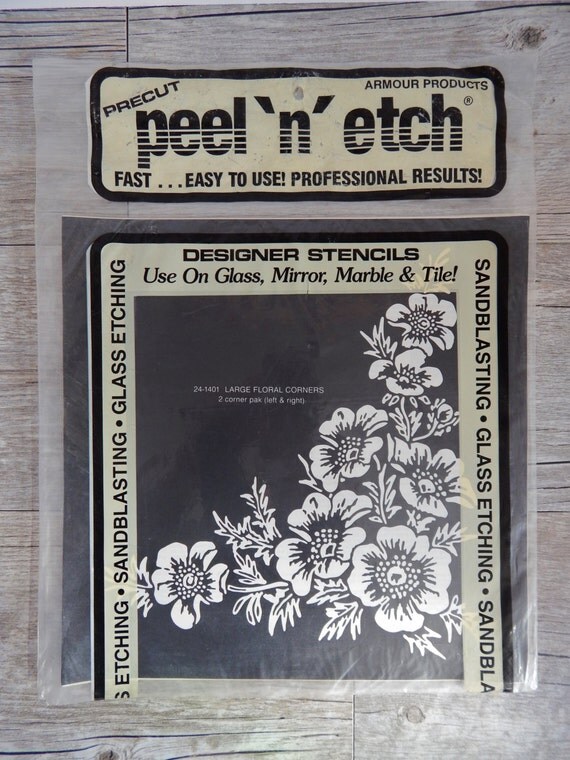 PRECUT
ARMOUR PRODUCTS
peel 'n' etch®
FAST ... EASY TO USE! PROFESSIONAL RESULTS!
DESIGNER STENCILS
Use On Glass, Mirror, Marble & Tile!
S ETCHING • SANDBLASTING • GLASS ETCHING
24-1401 LARGE FLORAL CORNERS
2 corner pak (left & right)
SANDBLASTING • GLASS ETCHING • SANDBLA